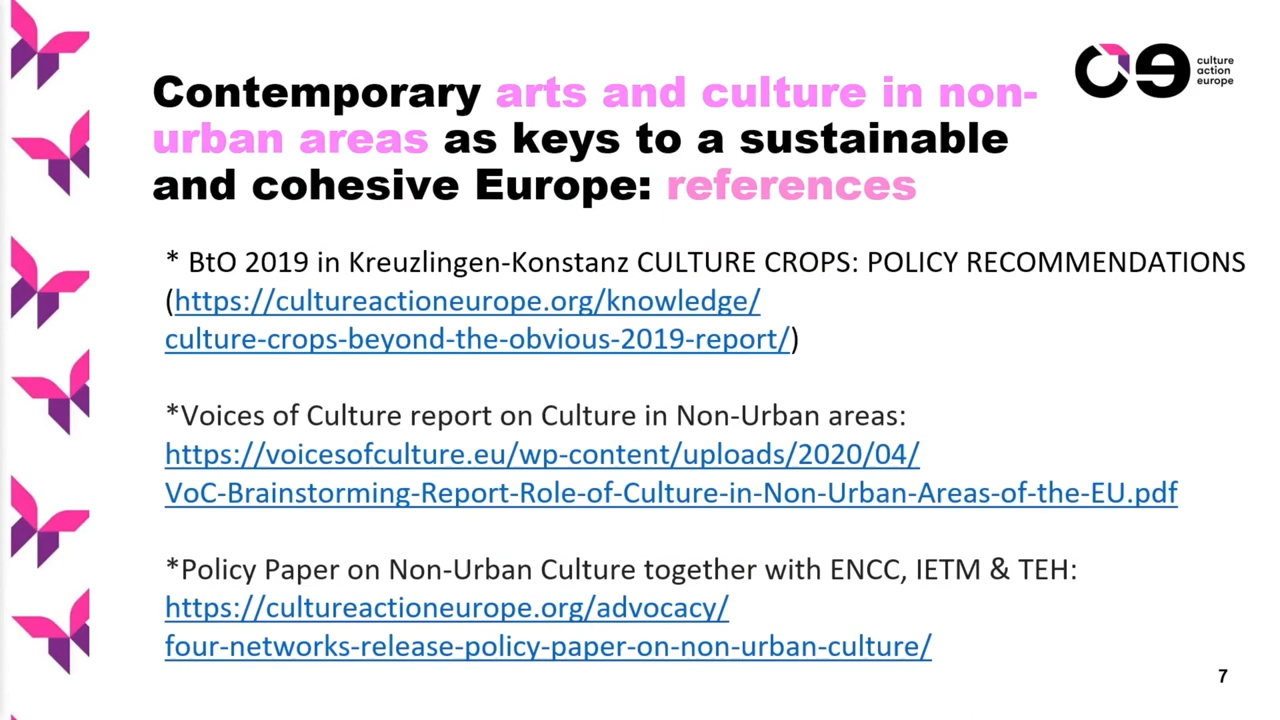 Contemporary arts and culture in non-
urban areas as keys to a sustainable
and cohesive Europe: references
culture
action
europe
* BtO 2019 in Kreuzlingen-Konstanz CULTURE CROPS: POLICY RECOMMENDATIONS
(https://cultureactioneurope.org/knowledge/
culture-crops-beyond-the-obvious-2019-report/)
*Voices of Culture report on Culture in Non-Urban areas:
https://voicesofculture.eu/wp-content/uploads/2020/04/
VoC-Brainstorming-Report-Role-of-Culture-in-Non-Urban-Areas-of-the-EU.pdf
*Policy Paper on Non-Urban Culture together with ENCC, IETM & TEH:
https://cultureactioneurope.org/advocacy/
four-networks-release-policy-paper-on-non-urban-culture/
7